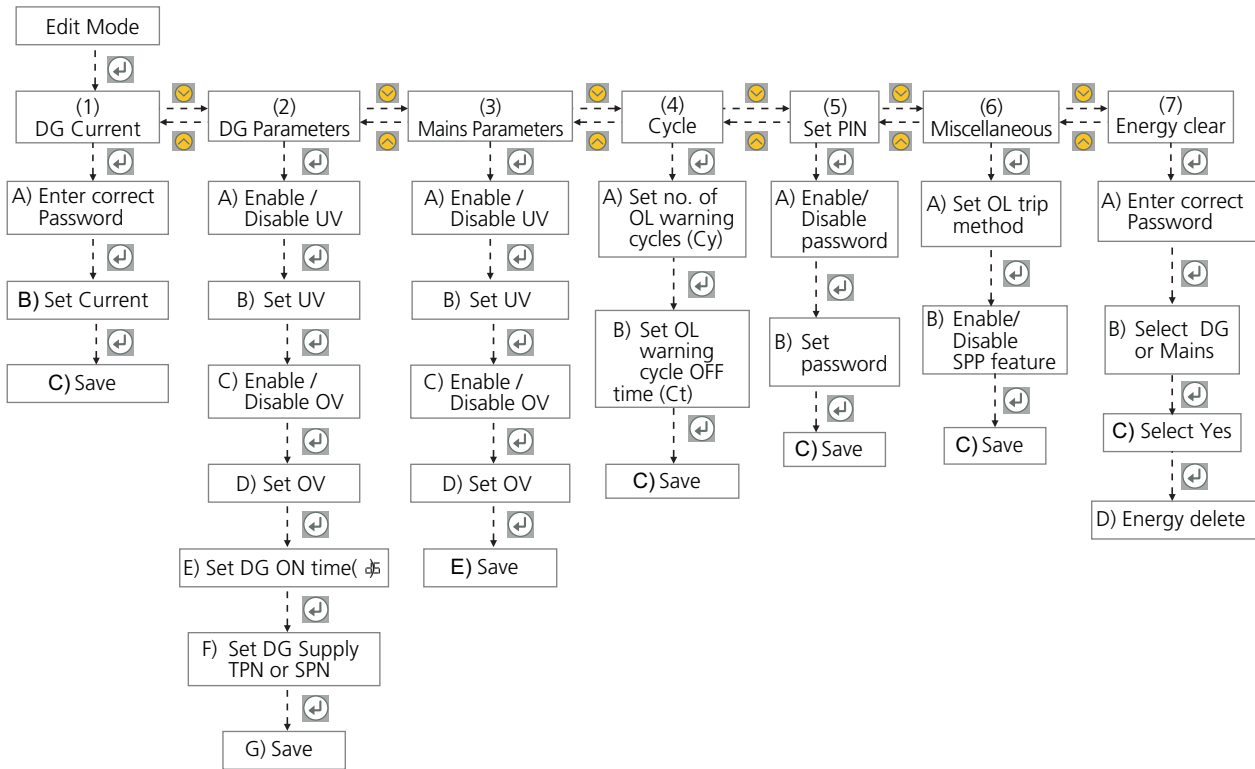 Edit Mode
(1)
DG Current
(2)
DG Parameters
(3)
Mains Parameters
(4)
Cycle
(5)
Set PIN
(6)
Miscellaneous
(7)
Energy clear
A) Enter correct
Password
B) Set Current
C) Save
A) Enable /
Disable UV
B) Set UV
C) Enable /
Disable OV
D) Set OV
E) Set DG ON time( )
F) Set DG Supply
TPN or SPN
G) Save
A) Enable /
Disable UV
B) Set UV
C) Enable /
Disable OV
D) Set OV
E) Save
A) Set no. of
OL warning
cycles (Cy)
B) Set OL
warning
cycle OFF
time (Ct)
C) Save
A) Enable/
Disable
password
B) Set
password
C) Save
A) Set OL trip
method
B) Enable/
Disable
SPP feature
C) Save
A) Enter correct
Password
B) Select DG
or Mains
C) Select Yes
D) Energy delete